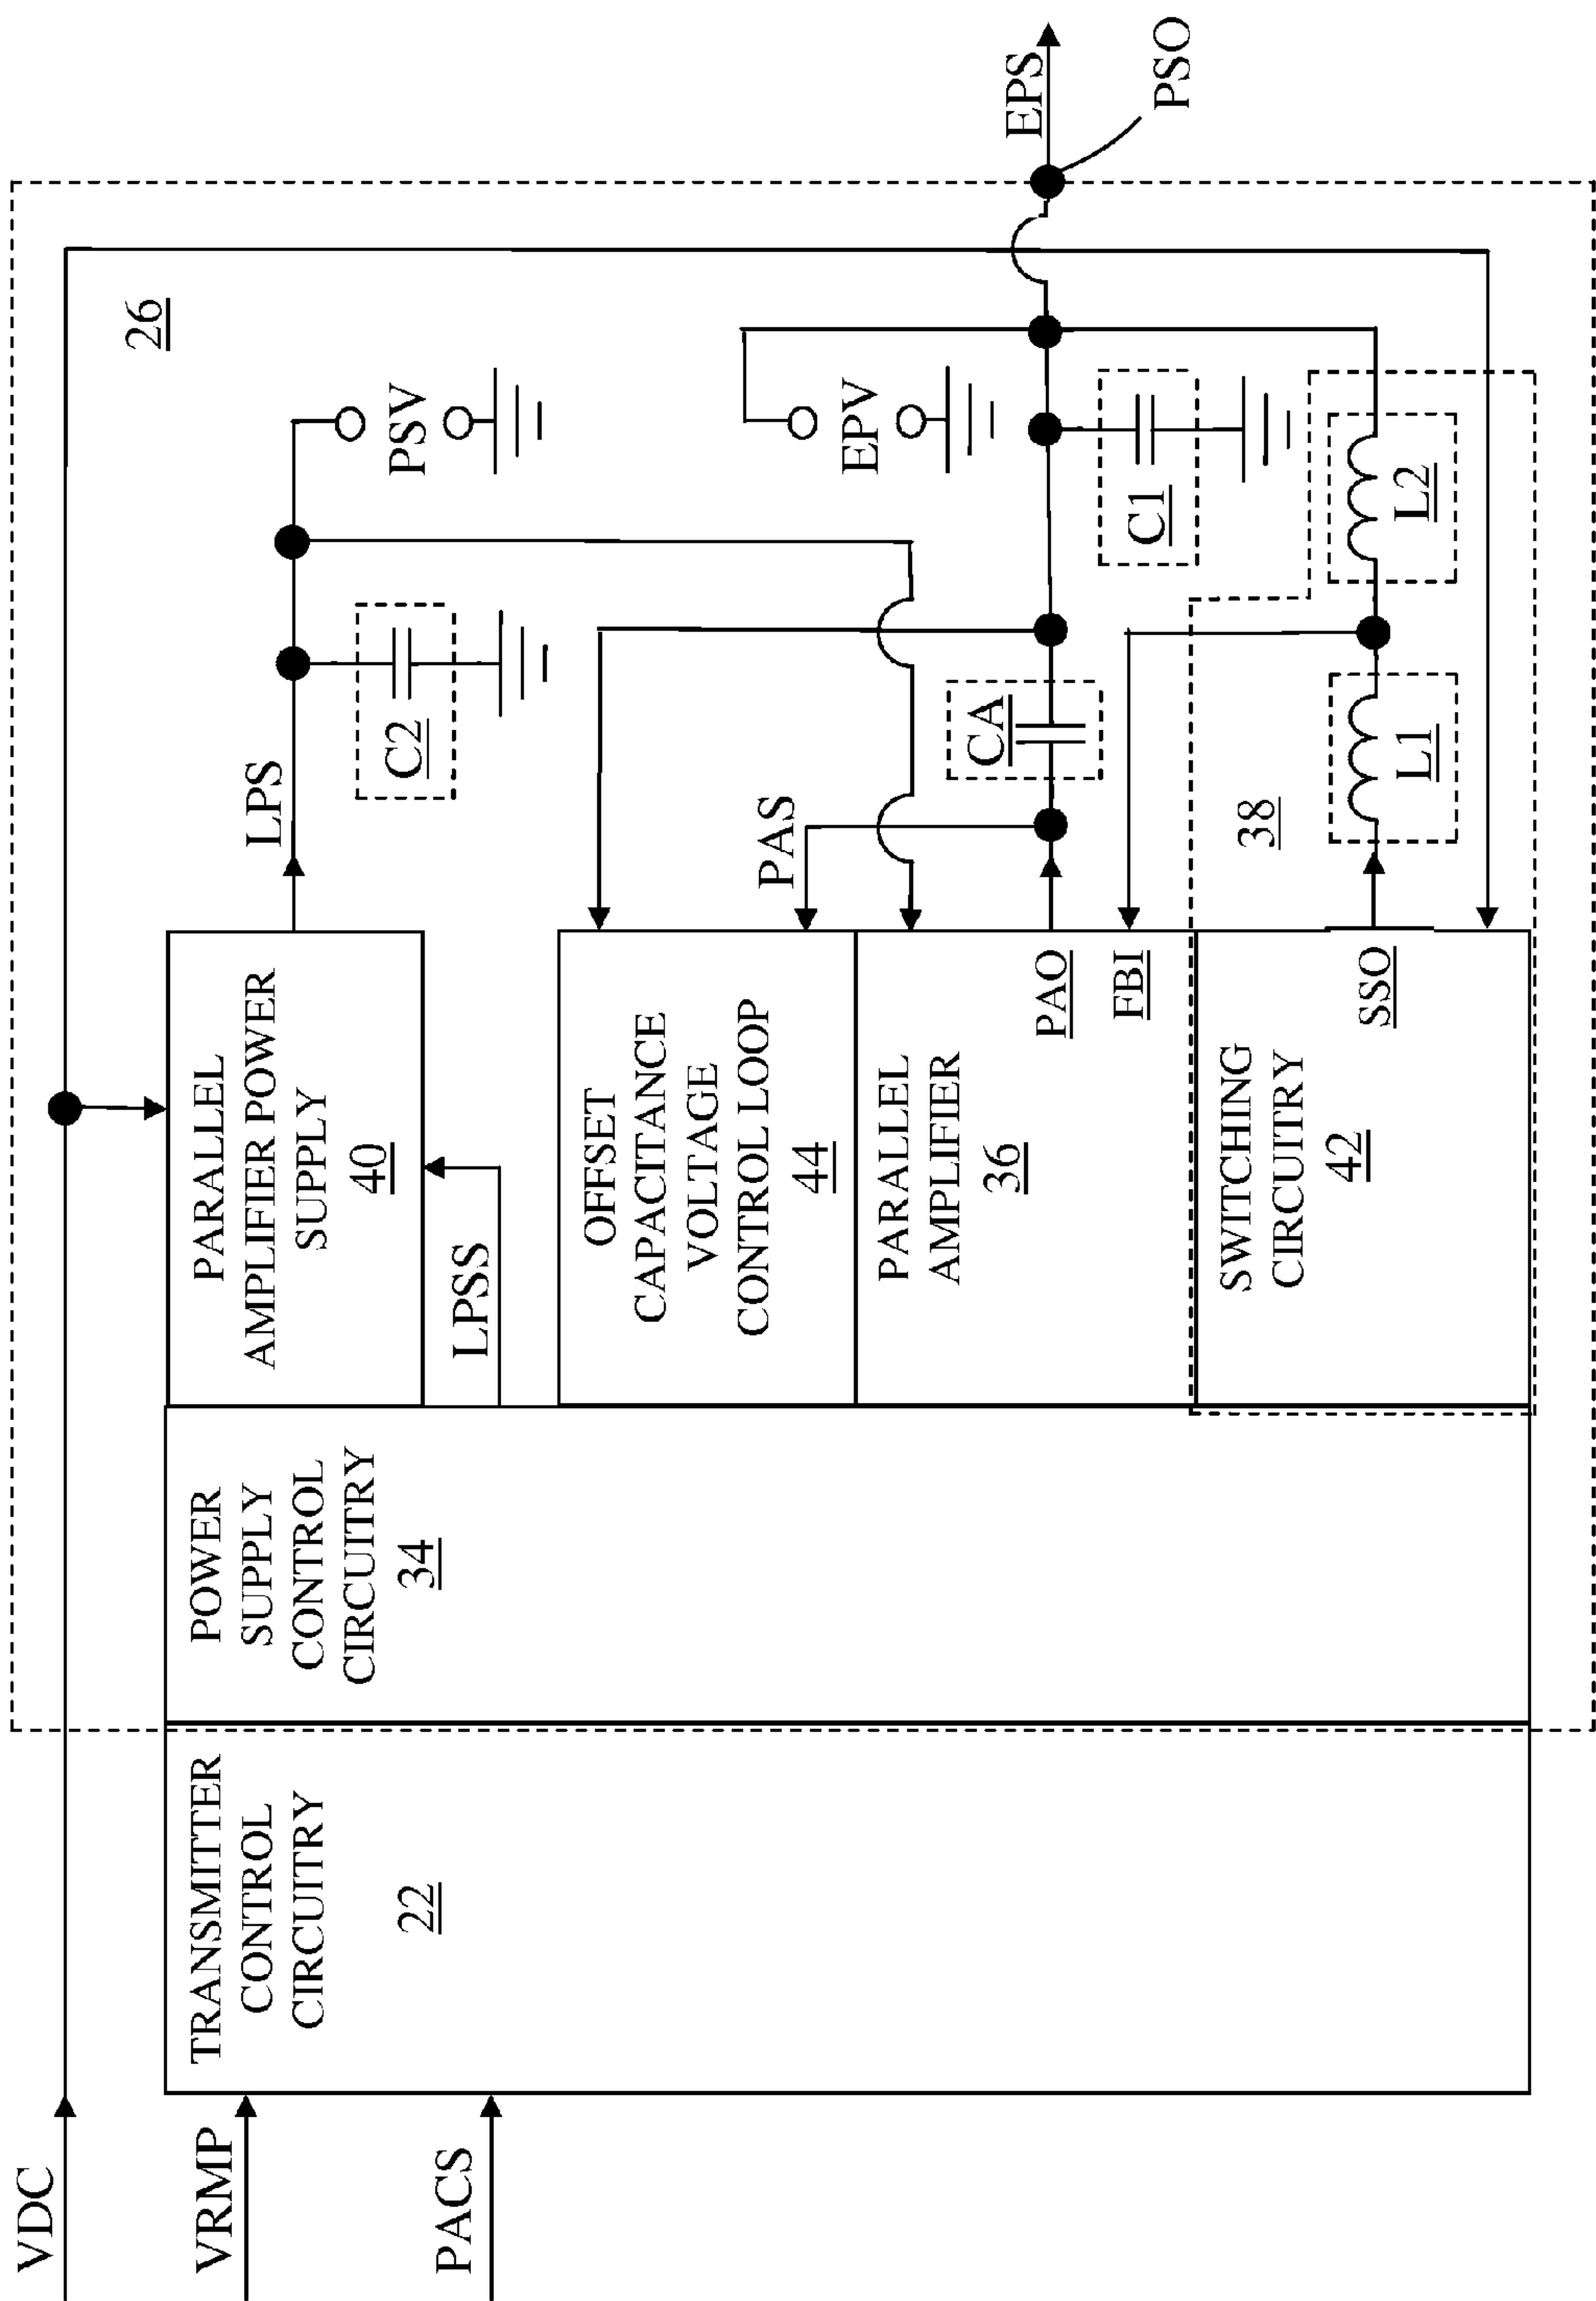 VDC
VRMP
PACS
TRANSMITTER
CONTROL
CIRCUITRY
22
POWER
SUPPLY
CONTROL
CIRCUITRY
34
PARALLEL
AMPLIFIER POWER
SUPPLY
40
LPSS
OFFSET
CAPACITANCE
VOLTAGE
CONTROL LOOP
44
PARALLEL
AMPLIFIER
36
PAO
FBI
SWITCHING
CIRCUITRY
42
SSO
LPS
C2
PSV
26
PAS
CA
EPV
C1
38
L1
L2
EPS
PSO